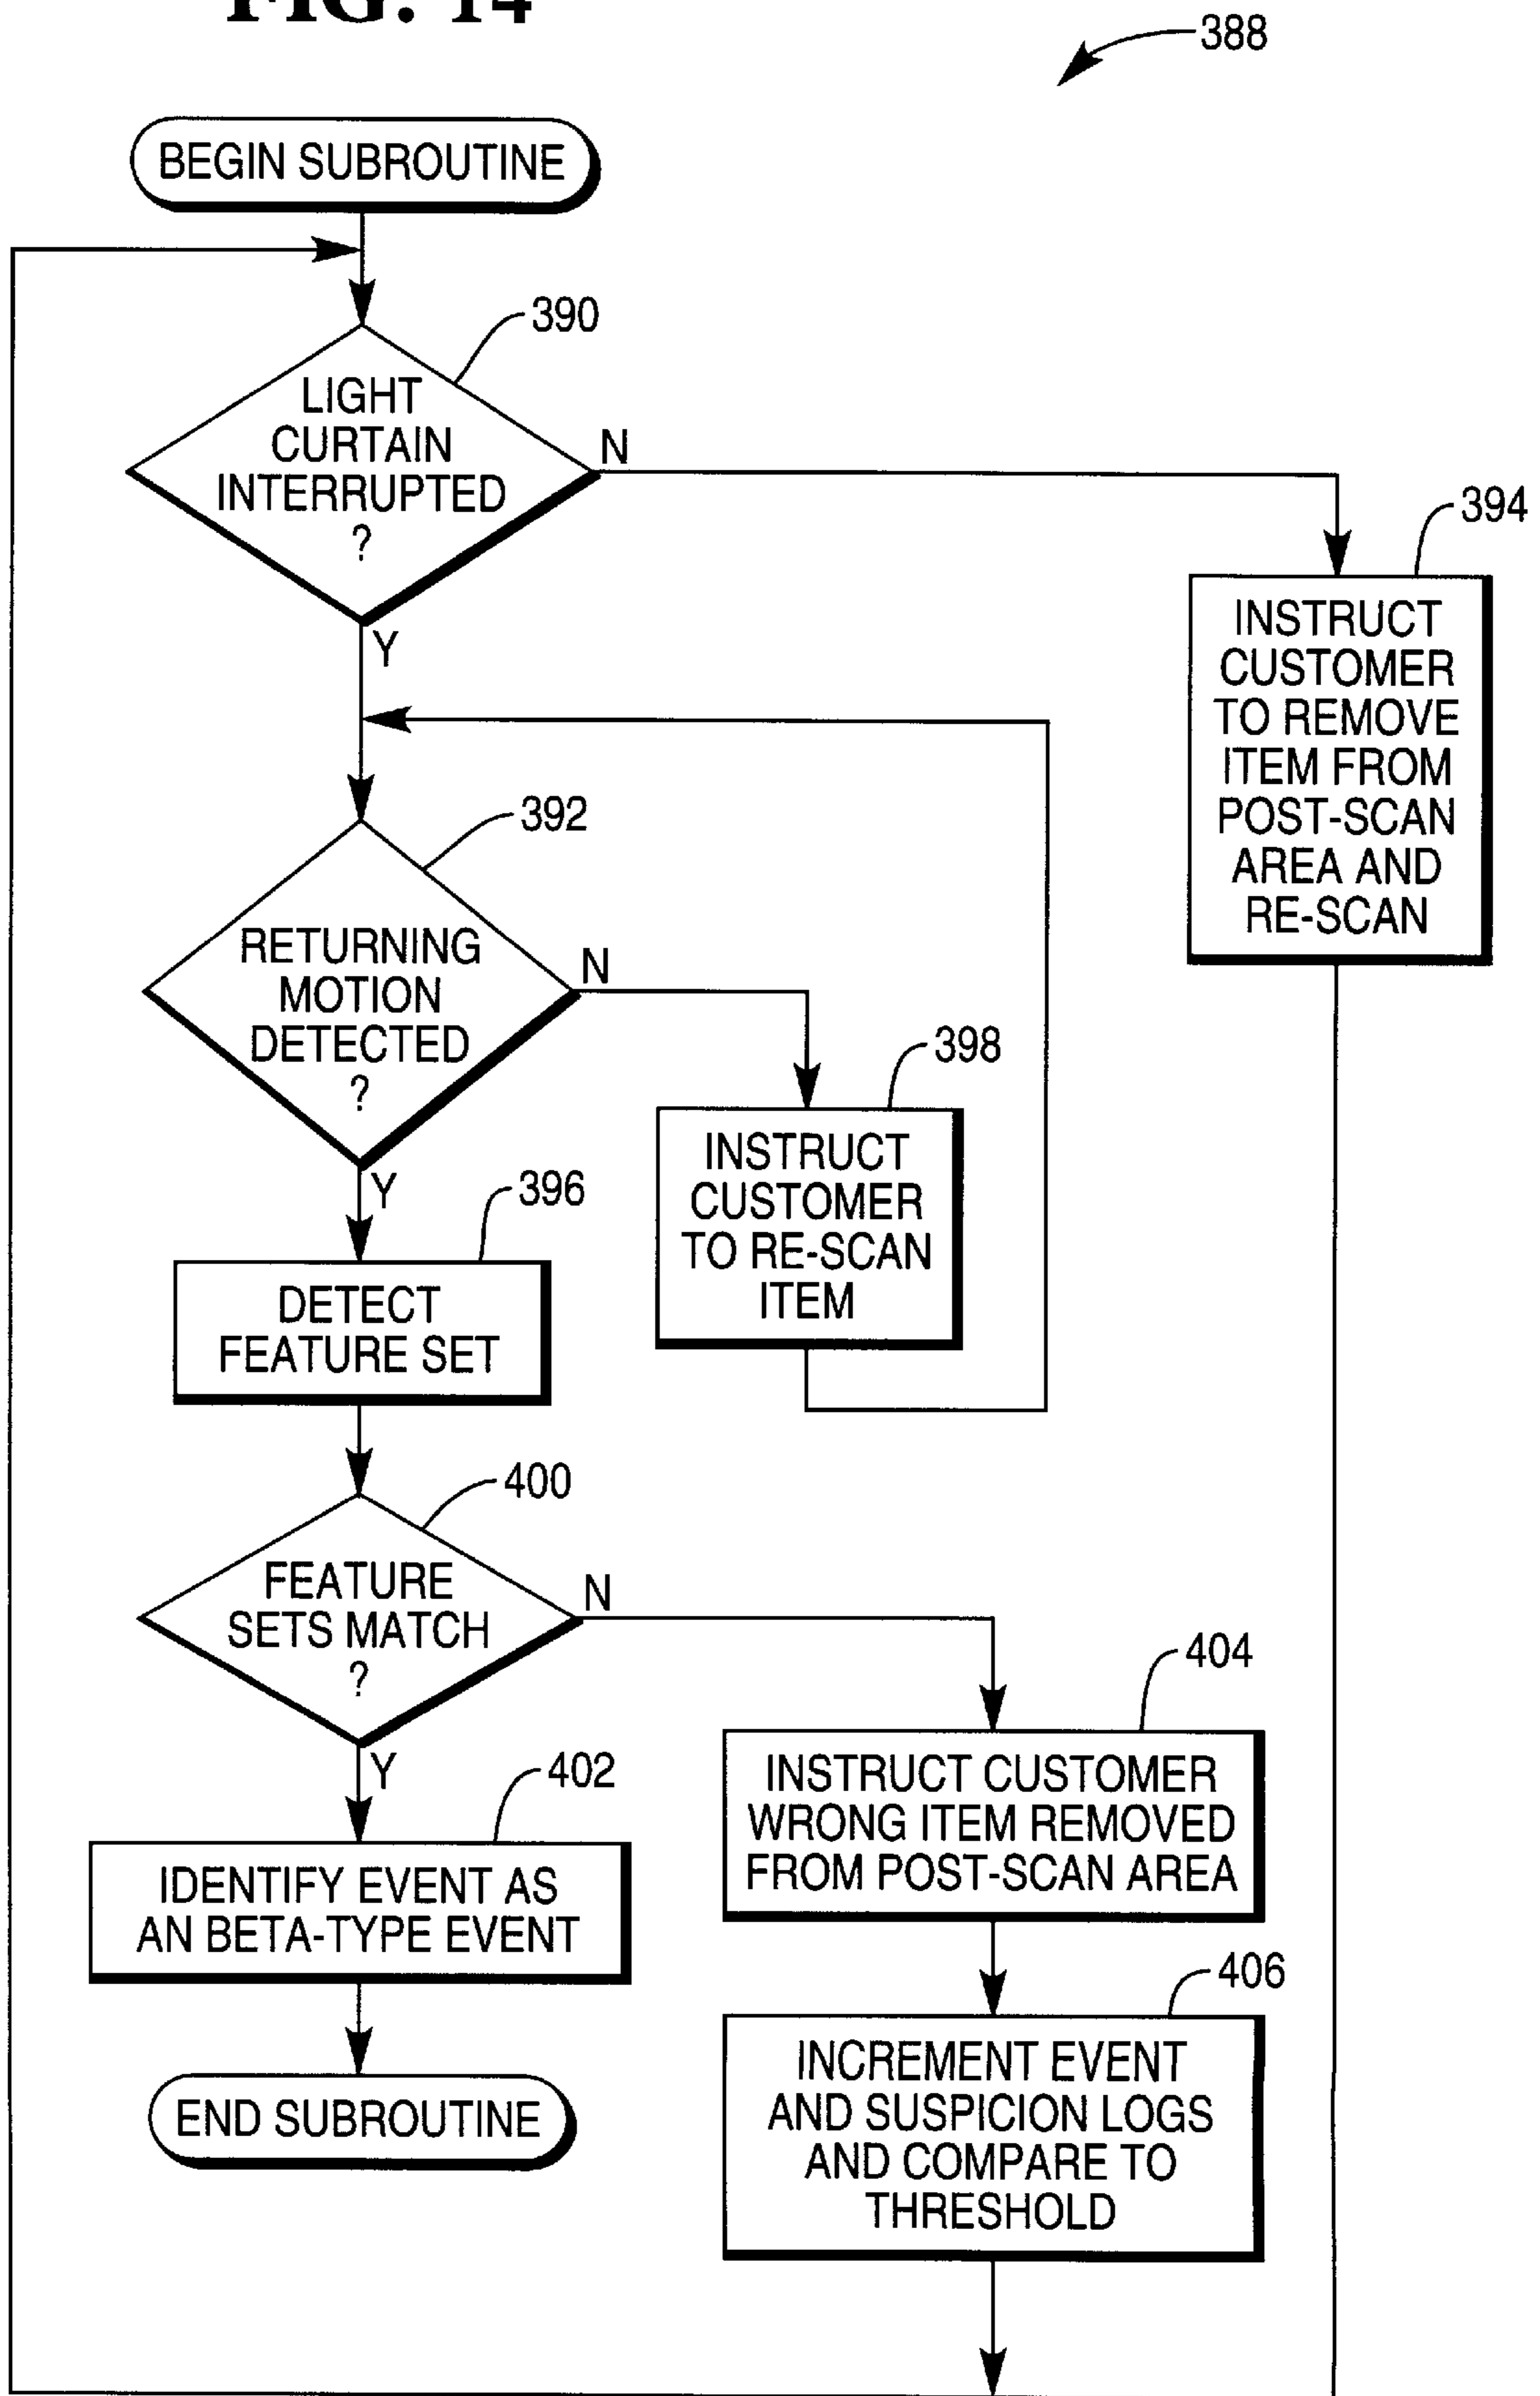 FIG. 14
388
BEGIN SUBROUTINE
390
LIGHT
CURTAIN
INTERRUPTED
?
N
Y
394
INSTRUCT
CUSTOMER
TO REMOVE
ITEM FROM
POST-SCAN
AREA AND
RE-SCAN
392
RETURNING
MOTION
DETECTED
?
N
Y
398
INSTRUCT
CUSTOMER
TO RE-SCAN
ITEM
396
DETECT
FEATURE SET
400
FEATURE
SETS MATCH
?
N
Y
404
INSTRUCT CUSTOMER
WRONG ITEM REMOVED
FROM POST-SCAN AREA
402
IDENTIFY EVENT AS
AN BETA-TYPE EVENT
406
INCREMENT EVENT
AND SUSPICION LOGS
AND COMPARE TO
THRESHOLD
END SUBROUTINE